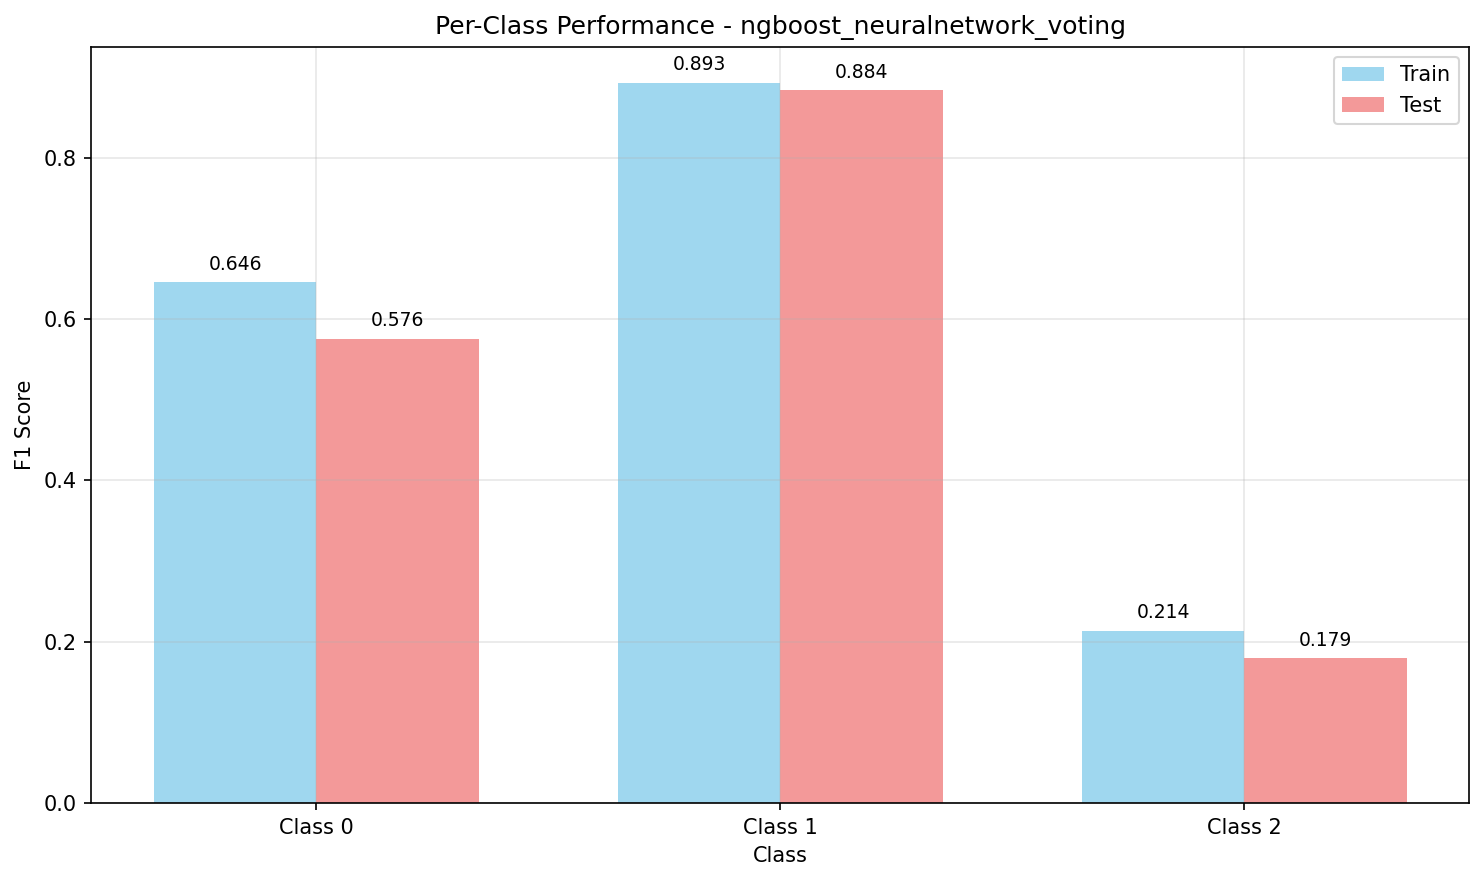 Per-Class Performance - ngboost_neuralnetwork_voting
Train
Test
0.893
0.884
0.646
0.576
0.214
0.179
F1 Score
0.8
0.6
0.4
0.2
0.0
Class 0
Class 1
Class 2
Class